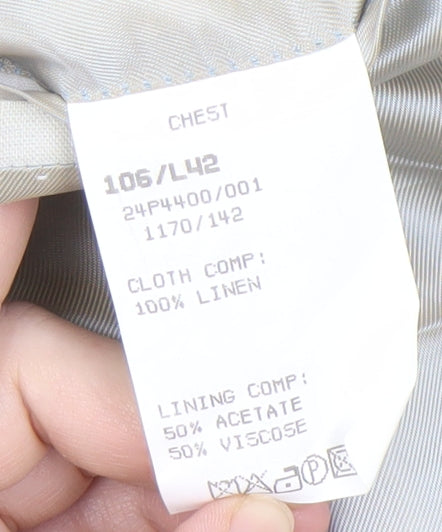 CHEST
106/L42
24P4400/001
1170/142
CLOTH COMP:
100% LINEN
LINING COMP:
50% ACETATE
50% VISCOSE